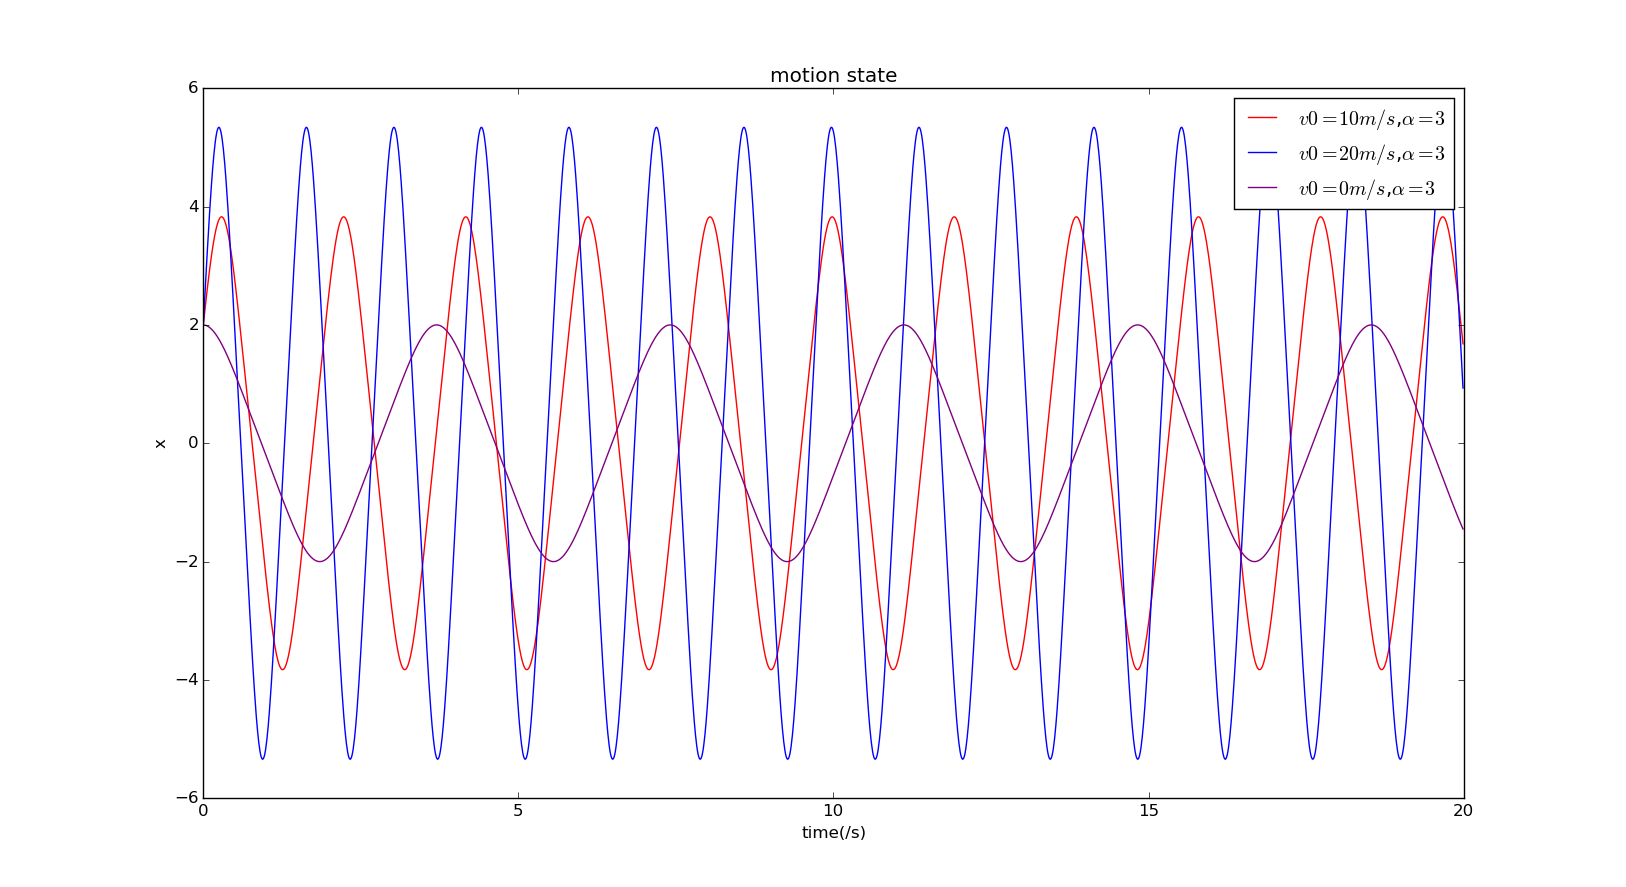 motion state
6
4
2
0
−2
−4
−6
x
v0=10m/s,α=3
v0=20m/s,α=3
v0=0m/s,α=3
0 5 10 15 20
time(/s)